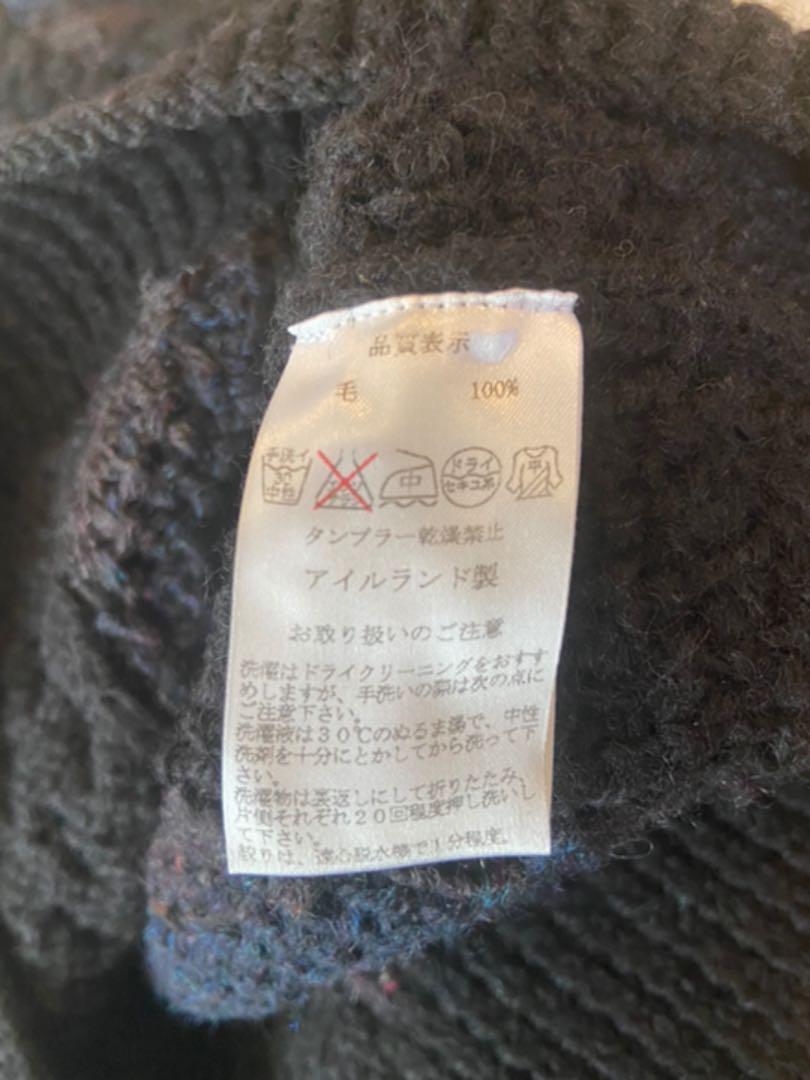 品質表示
毛 100%
手洗イ 30 中性 中 ドライ セキユ系 平
タンブラー乾燥禁止
アイルランド製
お取り扱いのご注意
洗濯はドライクリーニングをおすす
めしますが、手洗いの際は次の点に
ご注意下さい。
洗濯液は30℃のぬるま湯で、中性
洗剤を十分にとかしてから洗って下
さい。
洗濯物は裏返しにして折りたたみ、
片側それぞれ20回程度押し洗いし
て下さい。
絞りは、遠心脱水機で1分程度。